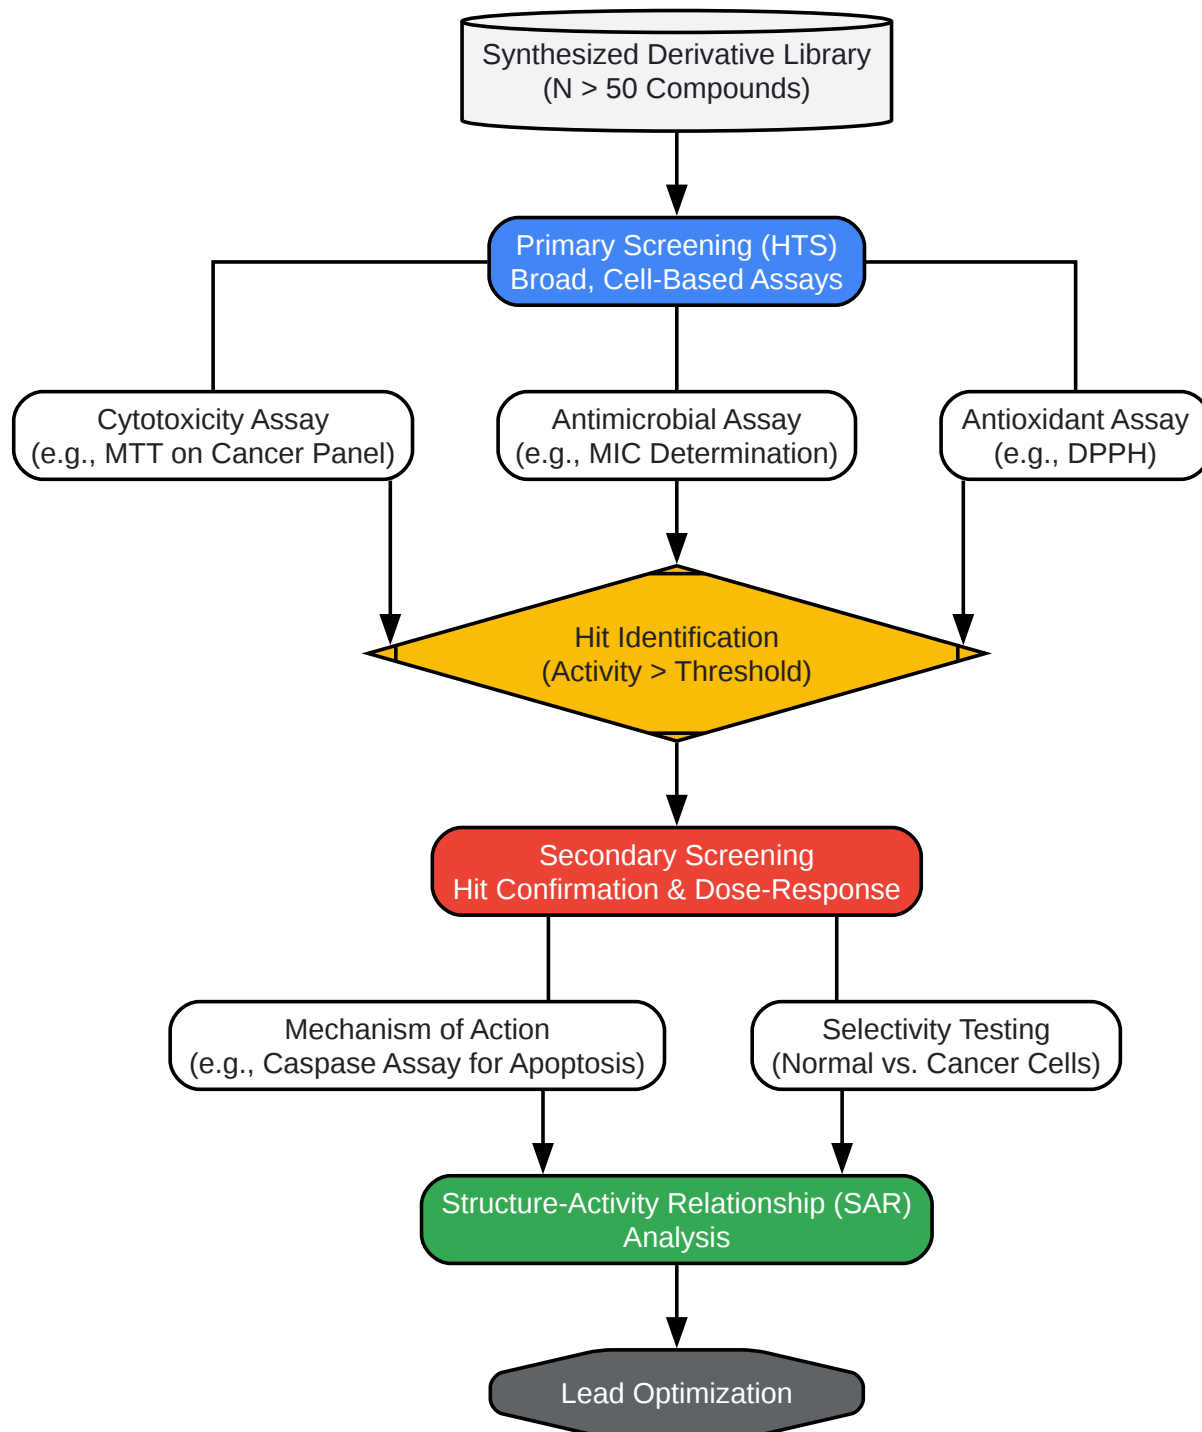 Synthesized Derivative Library
(N > 50 Compounds)
Primary Screening (HTS)
Broad, Cell-Based Assays
Cytotoxicity Assay
(e.g., MTT on Cancer Panel)
Antimicrobial Assay
(e.g., MIC Determination)
Antioxidant Assay
(e.g., DPPH)
Hit Identification
(Activity > Threshold)
Secondary Screening
Hit Confirmation & Dose-Response
Mechanism of Action
(e.g., Caspase Assay for Apoptosis)
Selectivity Testing
(Normal vs. Cancer Cells)
Structure-Activity Relationship (SAR)
Analysis
Lead Optimization